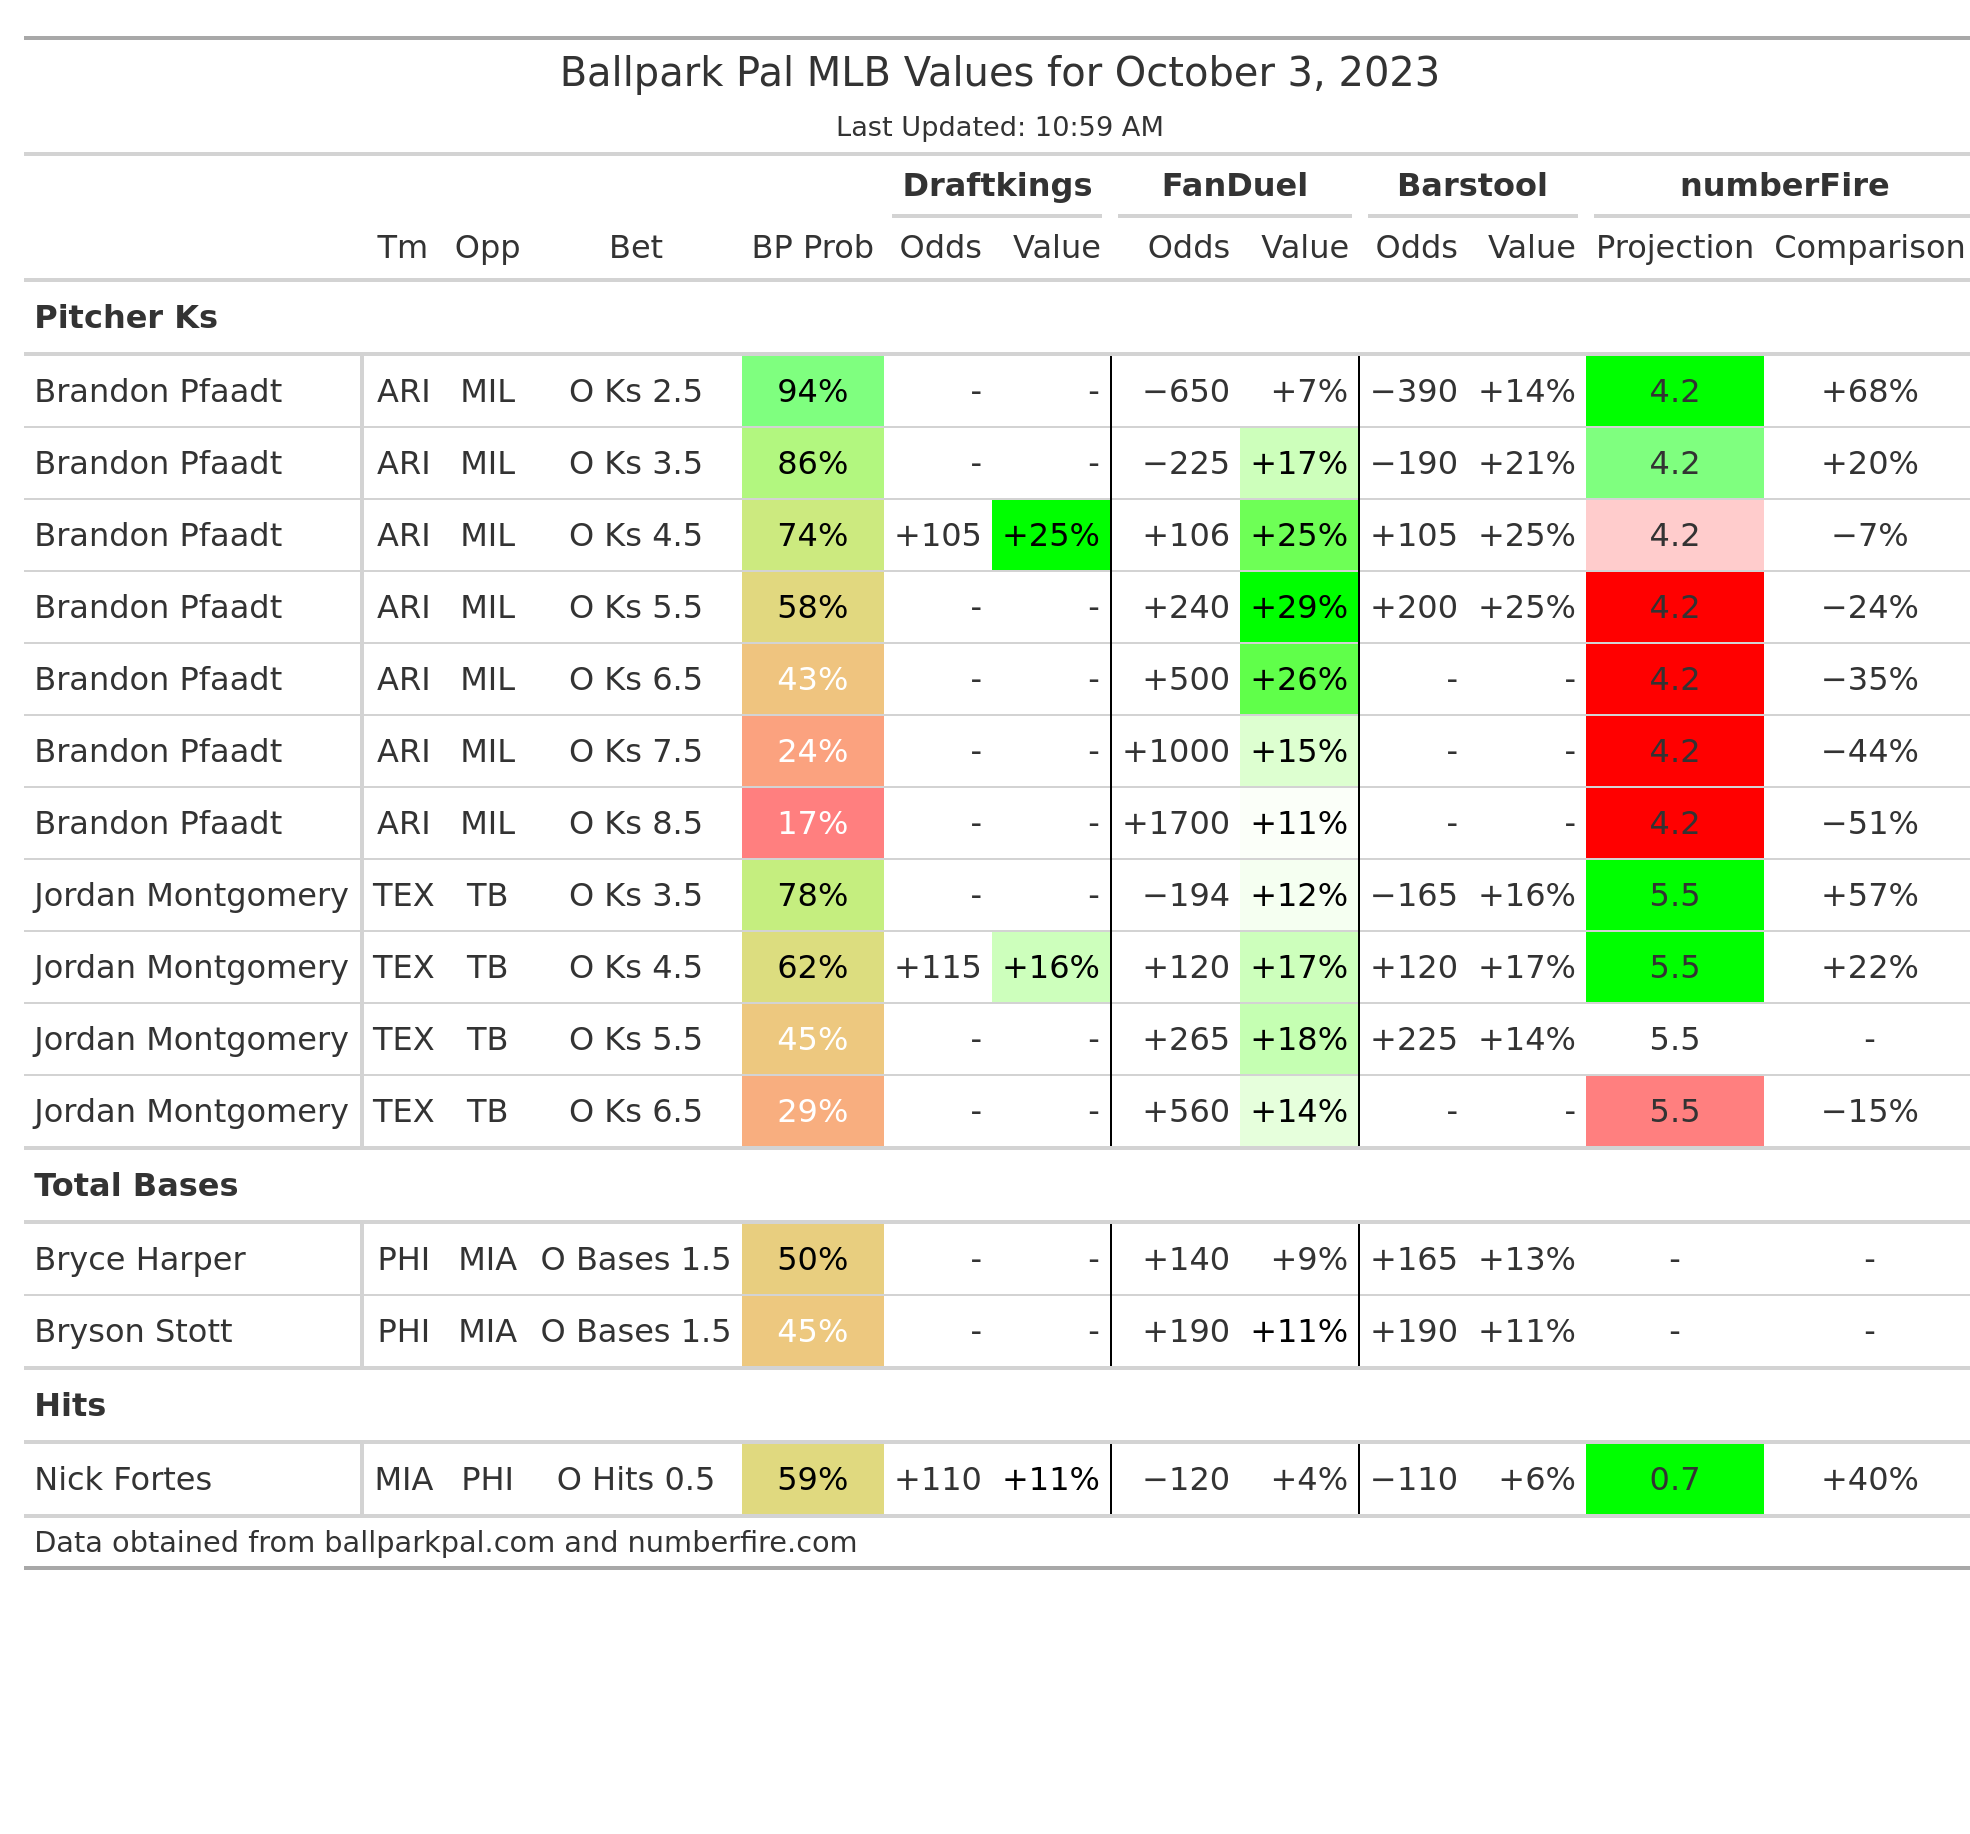 Ballpark Pal MLB Values for October 3, 2023
Last Updated: 10:59 AM
Draftkings FanDuel Barstool numberFire
Tm Opp Bet BP Prob Odds Value Odds Value Odds Value Projection Comparison
Pitcher Ks
Brandon Pfaadt ARI MIL O Ks 2.5 94% - - −650 +7% −390 +14% 4.2 +68%
Brandon Pfaadt ARI MIL O Ks 3.5 86% - - −225 +17% −190 +21% 4.2 +20%
Brandon Pfaadt ARI MIL O Ks 4.5 74% +105 +25% +106 +25% +105 +25% 4.2 −7%
Brandon Pfaadt ARI MIL O Ks 5.5 58% - - +240 +29% +200 +25% 4.2 −24%
Brandon Pfaadt ARI MIL O Ks 6.5 43% - - +500 +26% - - 4.2 −35%
Brandon Pfaadt ARI MIL O Ks 7.5 24% - - +1000 +15% - - 4.2 −44%
Brandon Pfaadt ARI MIL O Ks 8.5 17% - - +1700 +11% - - 4.2 −51%
Jordan Montgomery TEX TB O Ks 3.5 78% - - −194 +12% −165 +16% 5.5 +57%
Jordan Montgomery TEX TB O Ks 4.5 62% +115 +16% +120 +17% +120 +17% 5.5 +22%
Jordan Montgomery TEX TB O Ks 5.5 45% - - +265 +18% +225 +14% 5.5 -
Jordan Montgomery TEX TB O Ks 6.5 29% - - +560 +14% - - 5.5 −15%
Total Bases
Bryce Harper PHI MIA O Bases 1.5 50% - - +140 +9% +165 +13% - -
Bryson Stott PHI MIA O Bases 1.5 45% - - +190 +11% +190 +11% - -
Hits
Nick Fortes MIA PHI O Hits 0.5 59% +110 +11% −120 +4% −110 +6% 0.7 +40%
Data obtained from ballparkpal.com and numberfire.com